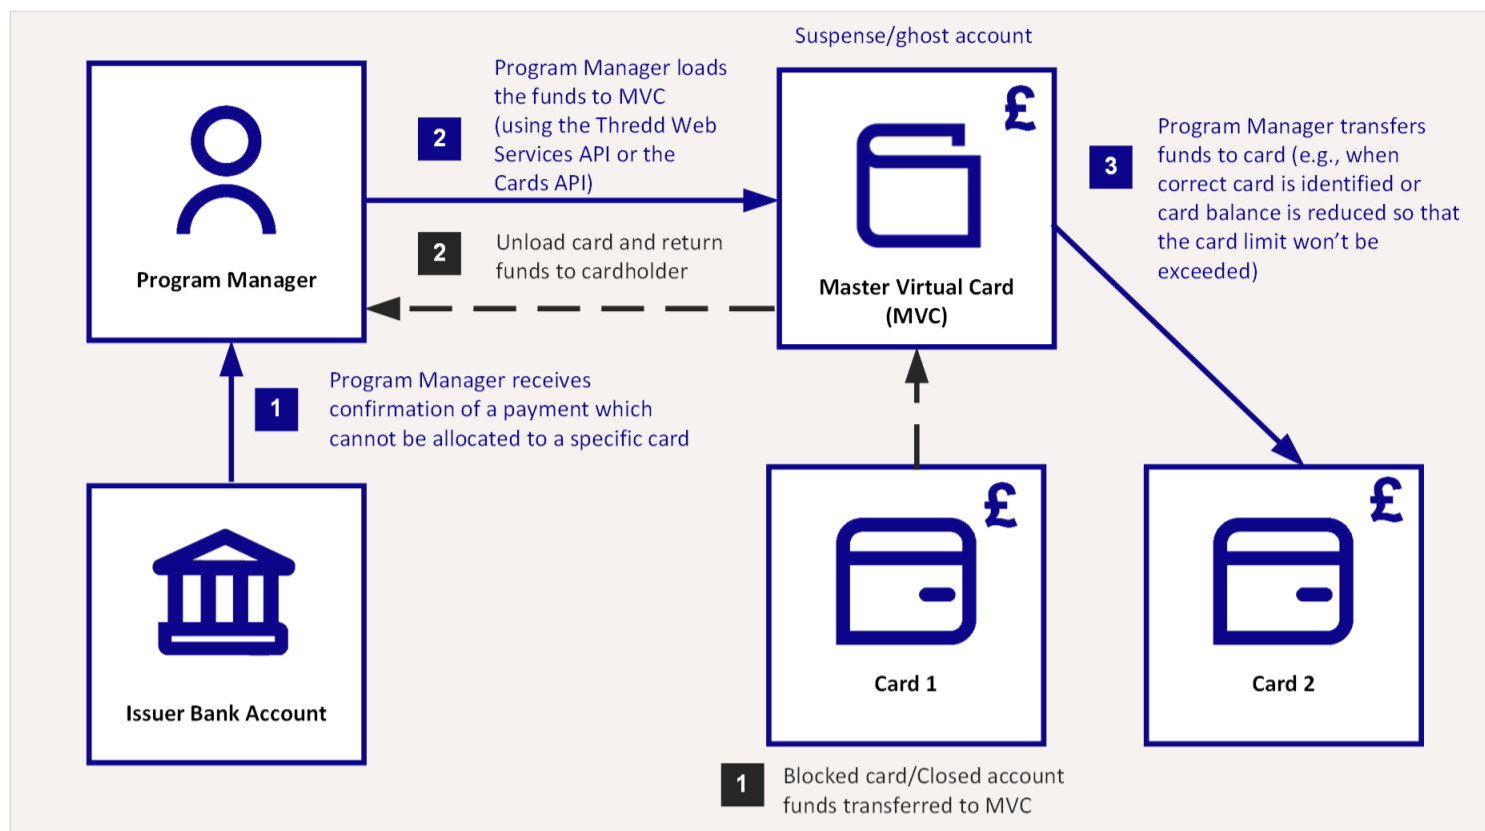 Suspense/ghost account
Program Manager
2
Program Manager loads
the funds to MVC
(using the Thredd Web
Services API or the
Cards API)
2
Unload card and return
funds to cardholder
£
Master Virtual Card
(MVC)
3
Program Manager transfers
funds to card (e.g., when
correct card is identified or
card balance is reduced so that
the card limit won’t be
exceeded)
1
Program Manager receives
confirmation of a payment which
cannot be allocated to a specific card
Issuer Bank Account
£
Card 1
£
Card 2
1
Blocked card/Closed account
funds transferred to MVC